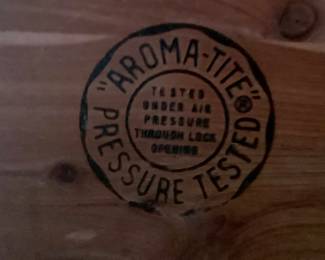 "AROMA-TITE"®
TESTED
UNDER AIR
PRESSURE
THROUGH LOCK
OPENING
PRESSURE TESTED